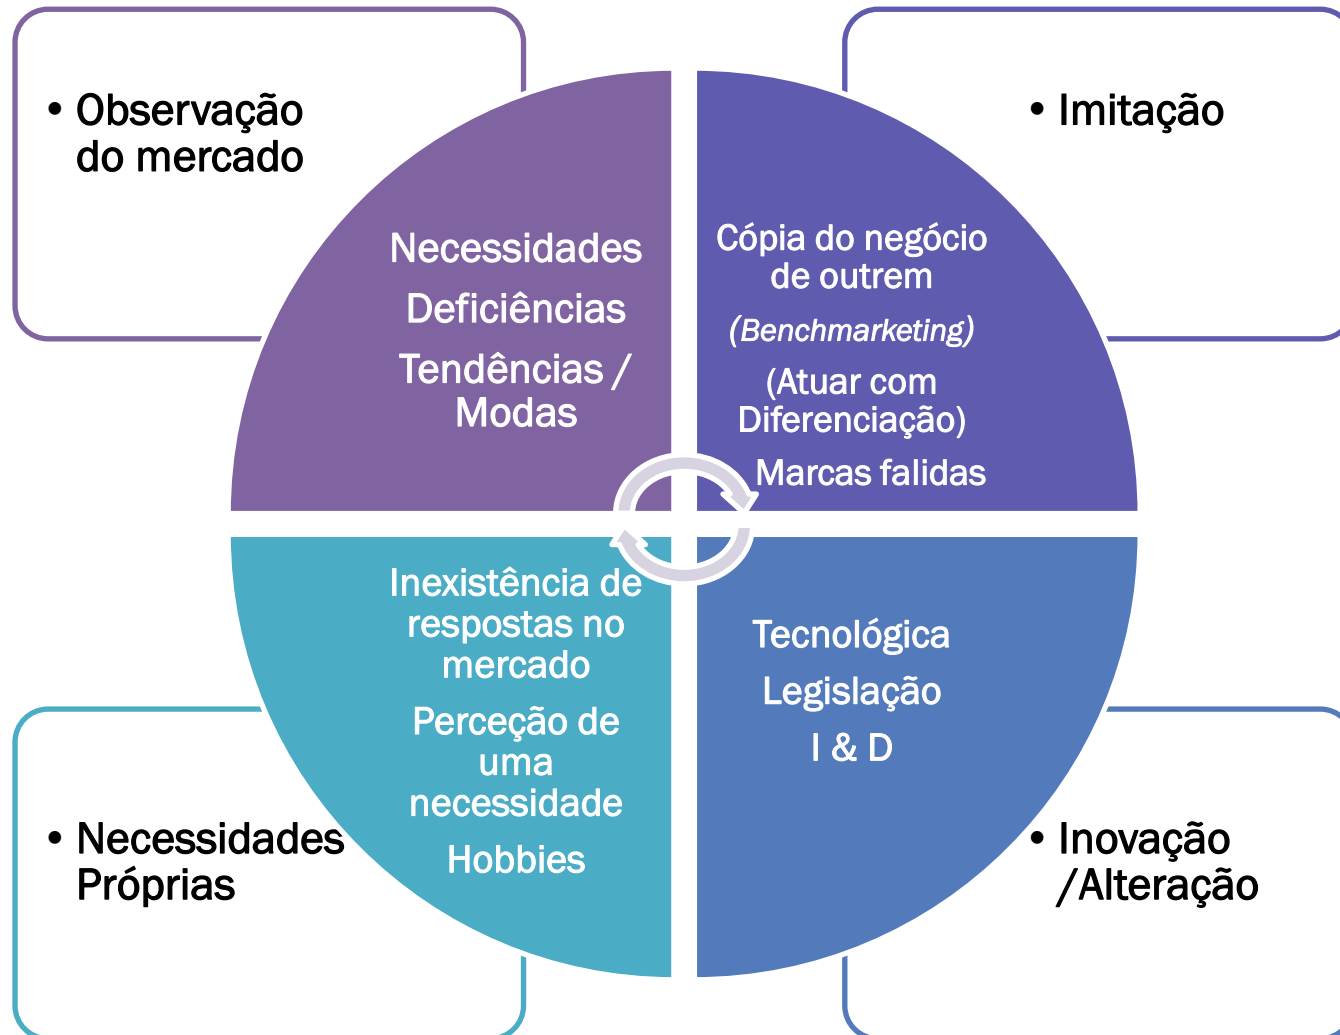 • Observação
do mercado
Necessidades
Deficiências
Tendências /
Modas
• Imitação
Cópia do negócio
de outrem
(Benchmarketing)
(Atuar com
Diferenciação)
Marcas falidas
• Necessidades
Próprias
Inexistência de
respostas no
mercado
Perceção de
uma
necessidade
Hobbies
• Inovação
/Alteração
Tecnológica
Legislação
I & D